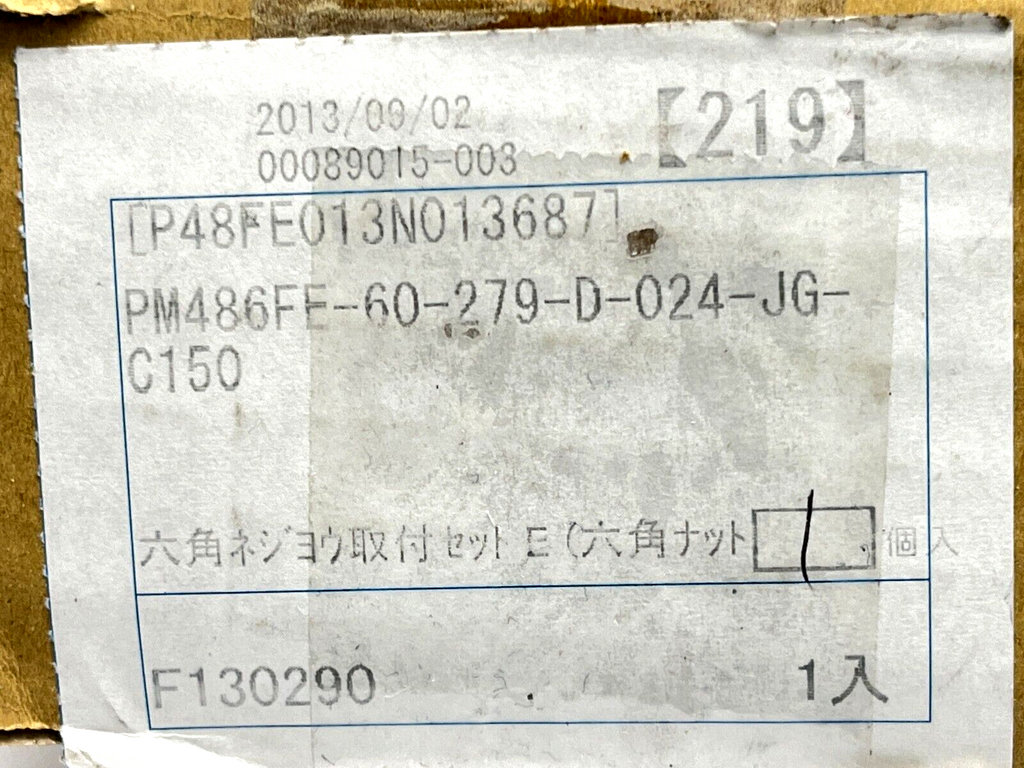 2013/09/02
【219】
00089015-003
[P48FE013N013687]
PM486FE-60-279-D-024-JG-
C150
六角ネジヨウ取付セット E(六角ナット 1 個入
F130290 1入